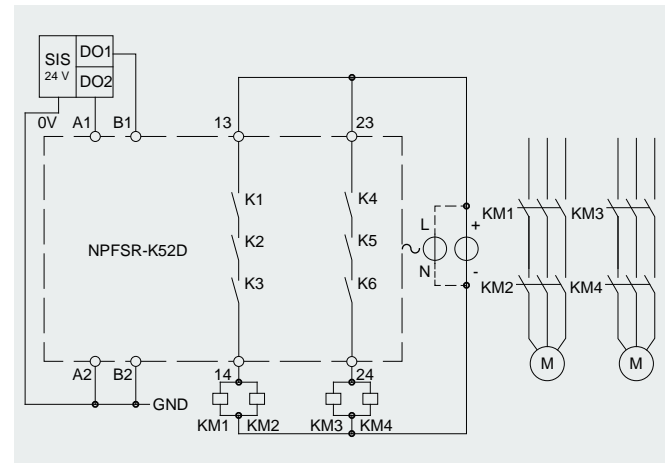 SIS
24 V
DO1
DO2
0V
A1
B1
13
23
K1
K4
K2
K5
K3
K6
NPFSR-K52D
L
N
+
-
KM1
KM3
KM2
KM4
M
M
A2
B2
14
24
GND
KM1
KM2
KM3
KM4